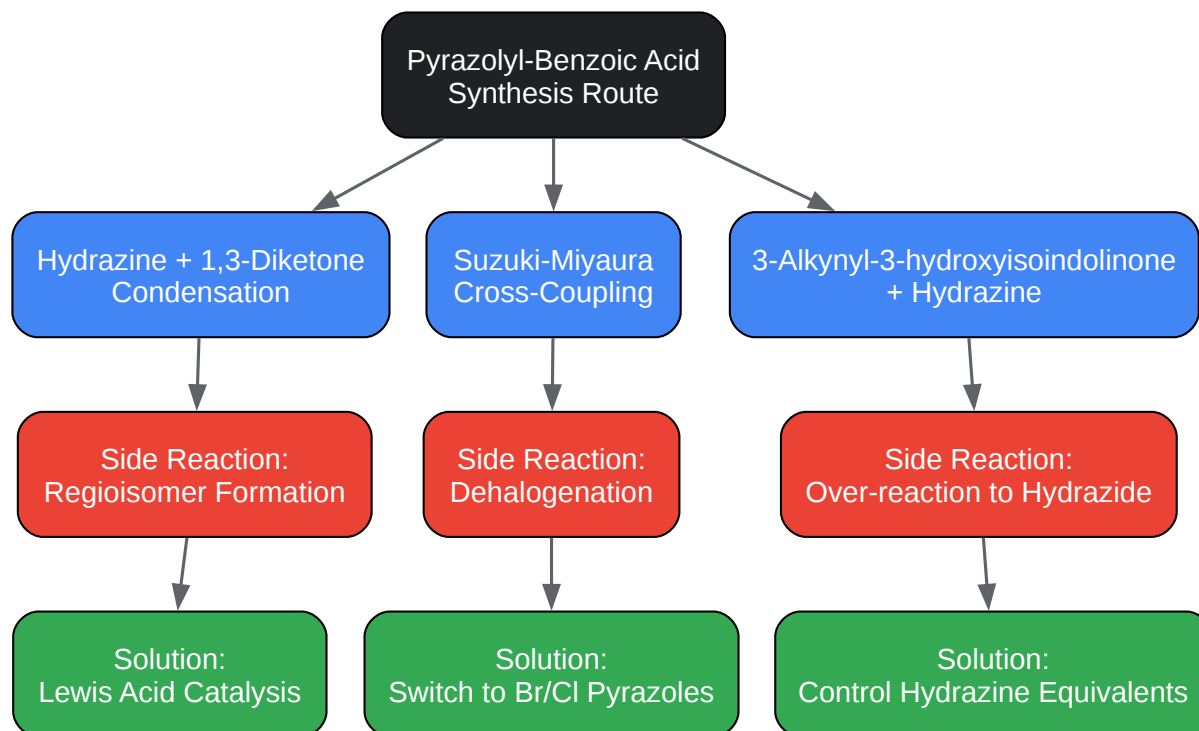 Pyrazolyl-Benzoic Acid
Synthesis Route
Hydrazine + 1,3-Diketone
Condensation
Suzuki-Miyaura
Cross-Coupling
3-Alkynyl-3-hydroxyisoindolinone
+ Hydrazine
Side Reaction:
Regioisomer Formation
Side Reaction:
Dehalogenation
Side Reaction:
Over-reaction to Hydrazide
Solution:
Lewis Acid Catalysis
Solution:
Switch to Br/Cl Pyrazoles
Solution:
Control Hydrazine Equivalents